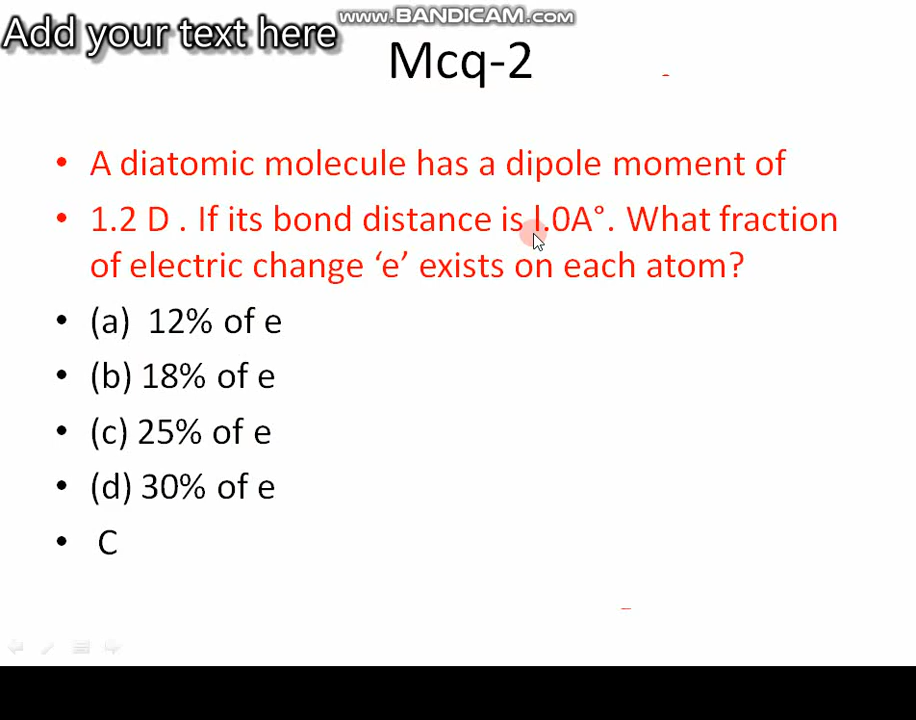 www.BANDICAM.com
Add your text here
Mcq-2
• A diatomic molecule has a dipole moment of
• 1.2 D . If its bond distance is l.0A°. What fraction
of electric change ‘e’ exists on each atom?
• (a) 12% of e
• (b) 18% of e
• (c) 25% of e
• (d) 30% of e
• C